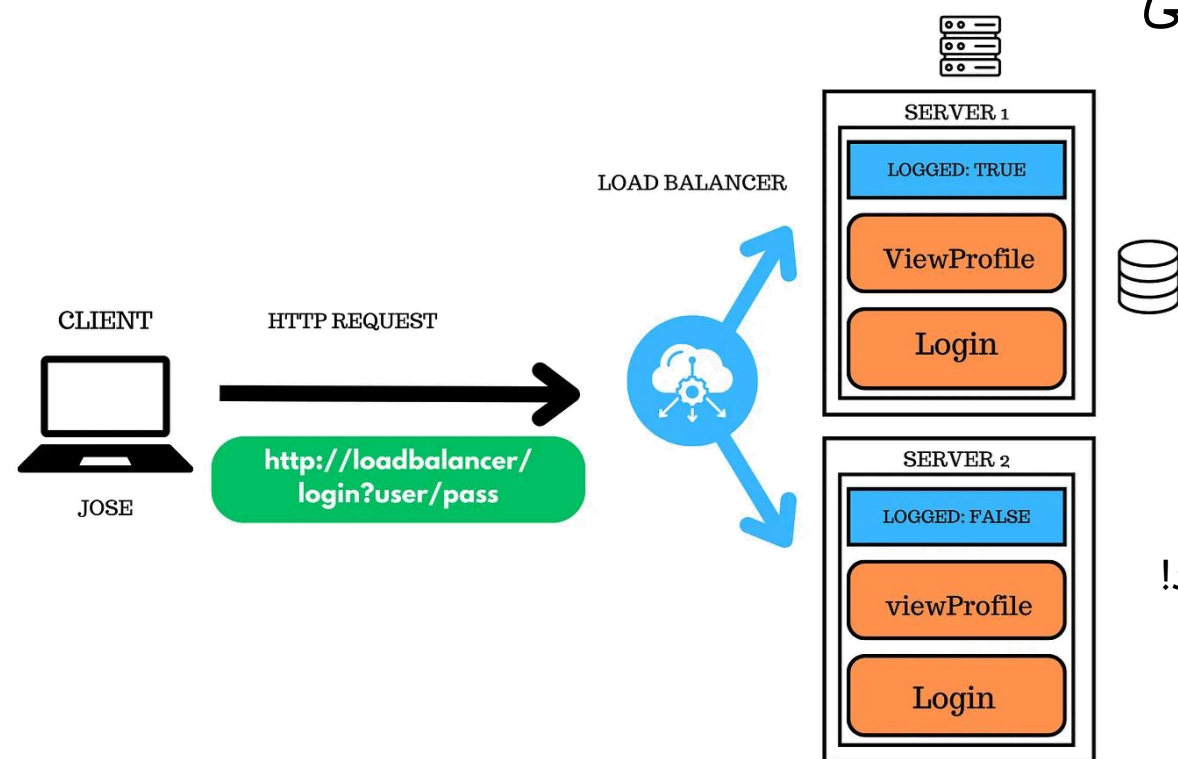 SERVER 1
LOGGED: TRUE
LOAD BALANCER
ViewProfile
CLIENT
HTTP REQUEST
Login
http://loadbalancer/
login?user/pass
JOSE
SERVER 2
LOGGED: FALSE
viewProfile
Login